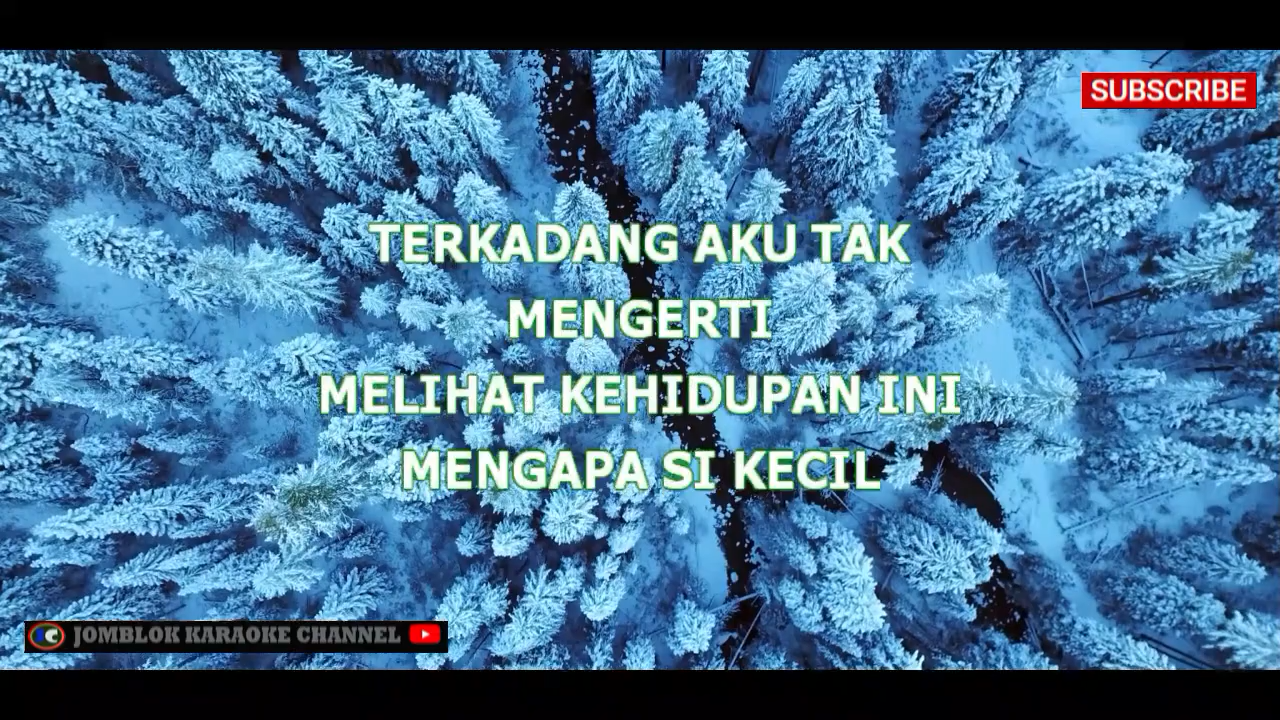 SUBSCRIBE
TERKADANG AKU TAK
MENGERTI
MELIHAT KEHIDUPAN INI
MENGAPA SI KECIL
JOMBLOK KARAOKE CHANNEL